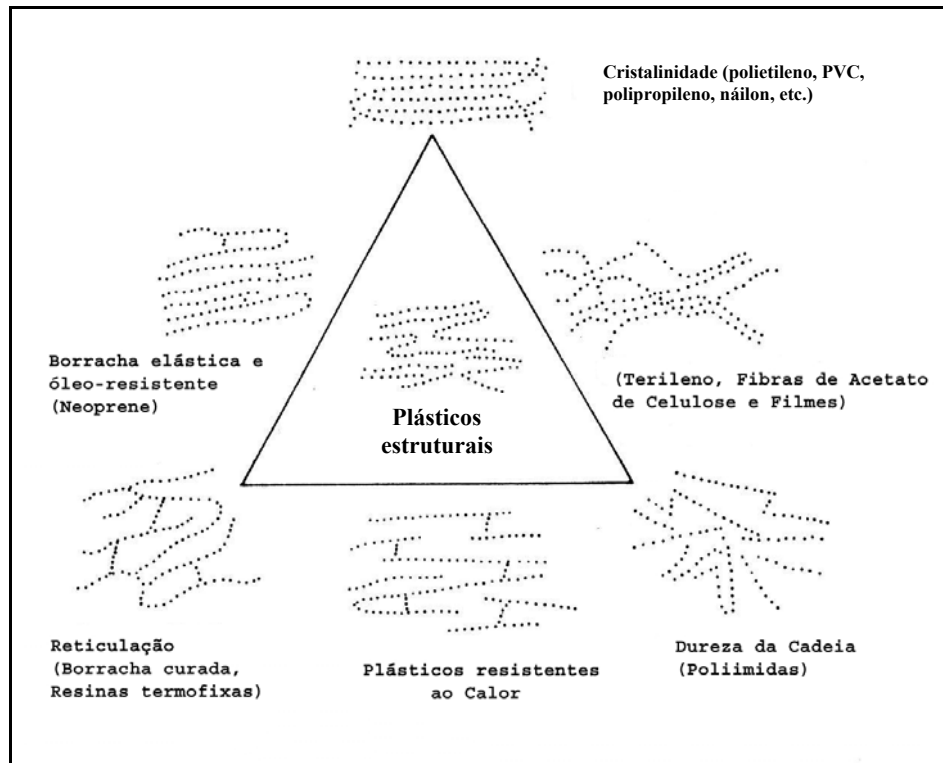 Cristalinidade (polietileno, PVC,
polipropileno, náilon, etc.)
Borracha elástica e
óleo-resistente
(Neoprene)
(Terileno, Fibras de Acetato
de Celulose e Filmes)
Plásticos
estruturais
Reticulação
(Borracha curada,
Resinas termofixas)
Plásticos resistentes
ao Calor
Dureza da Cadeia
(Poliimidas)